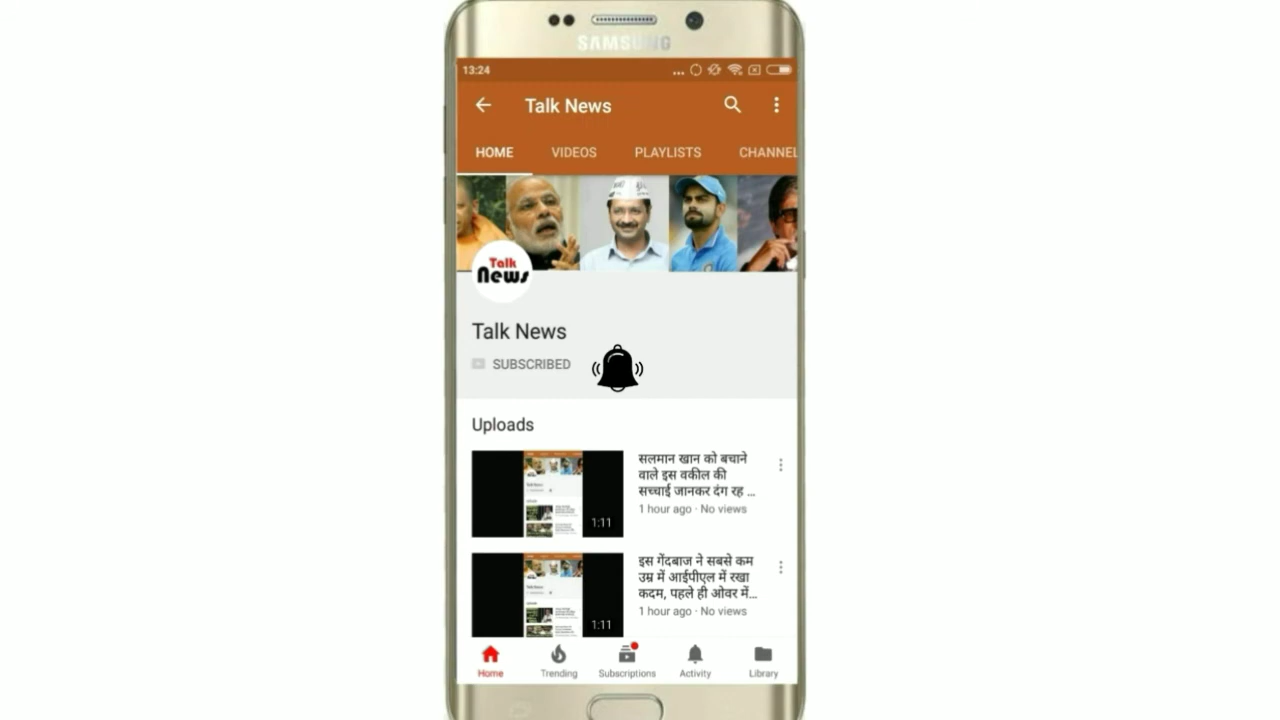 SAMSUNG
13:24
Talk News
HOME VIDEOS PLAYLISTS CHANNEL
Talk
News
Talk News
SUBSCRIBED
Uploads
सलमान खान को बचाने
वाले इस वकील की
सच्चाई जानकर दंग रह ...
1 hour ago · No views
1:11
इस गेंदबाज ने सबसे कम
उम्र में आईपीएल में रखा
कदम, पहले ही ओवर में...
1 hour ago · No views
1:11
Home Trending Subscriptions Activity Library